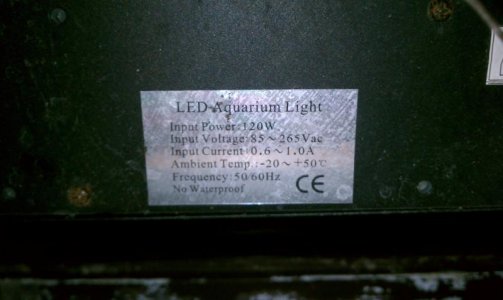 LED Aquarium Light
Input Power:120W
Input Voltage:85～265Vac
Input Current:0.6～1.0A
Ambient Temp.:-20～+50℃
Frequency:50/60Hz
No Waterproof
CE